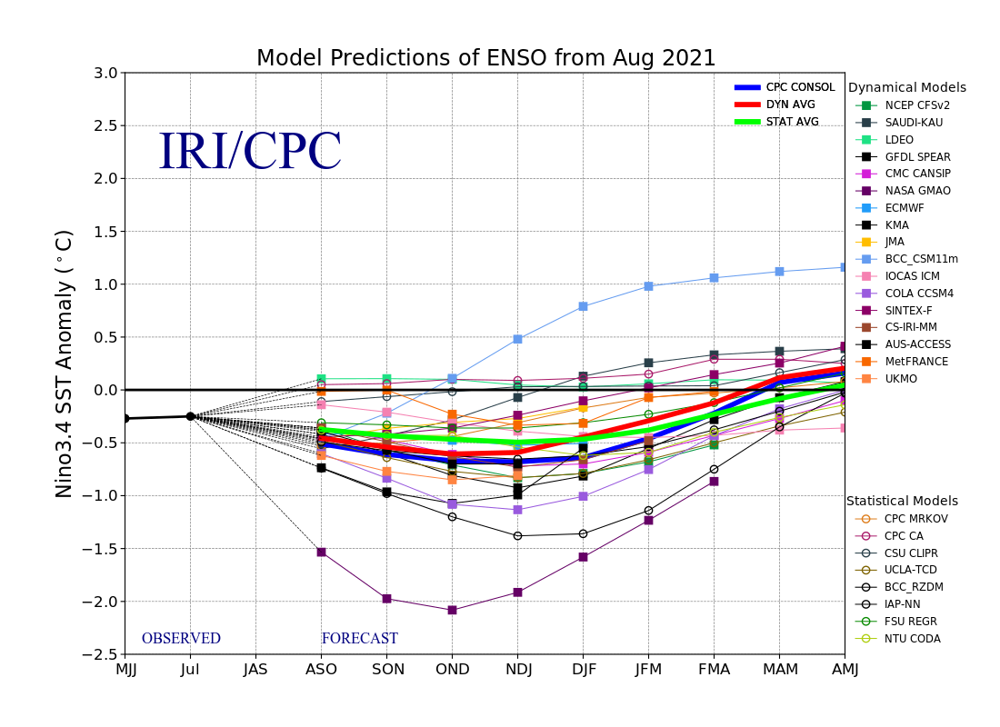 Model Predictions of ENSO from Aug 2021
Nino3.4 SST Anomaly (°C)
3.0
2.5
2.0
1.5
1.0
0.5
0.0
−0.5
−1.0
−1.5
−2.0
−2.5
IRI/CPC
CPC CONSOL
DYN AVG
STAT AVG
OBSERVED
FORECAST
MJJ Jul JAS ASO SON OND NDJ DJF JFM FMA MAM AMJ
Dynamical Models
NCEP CFSv2
SAUDI-KAU
LDEO
GFDL SPEAR
CMC CANSIP
NASA GMAO
ECMWF
KMA
JMA
BCC_CSM11m
IOCAS ICM
COLA CCSM4
SINTEX-F
CS-IRI-MM
AUS-ACCESS
MetFRANCE
UKMO
Statistical Models
CPC MRKOV
CPC CA
CSU CLIPR
UCLA-TCD
BCC_RZDM
IAP-NN
FSU REGR
NTU CODA